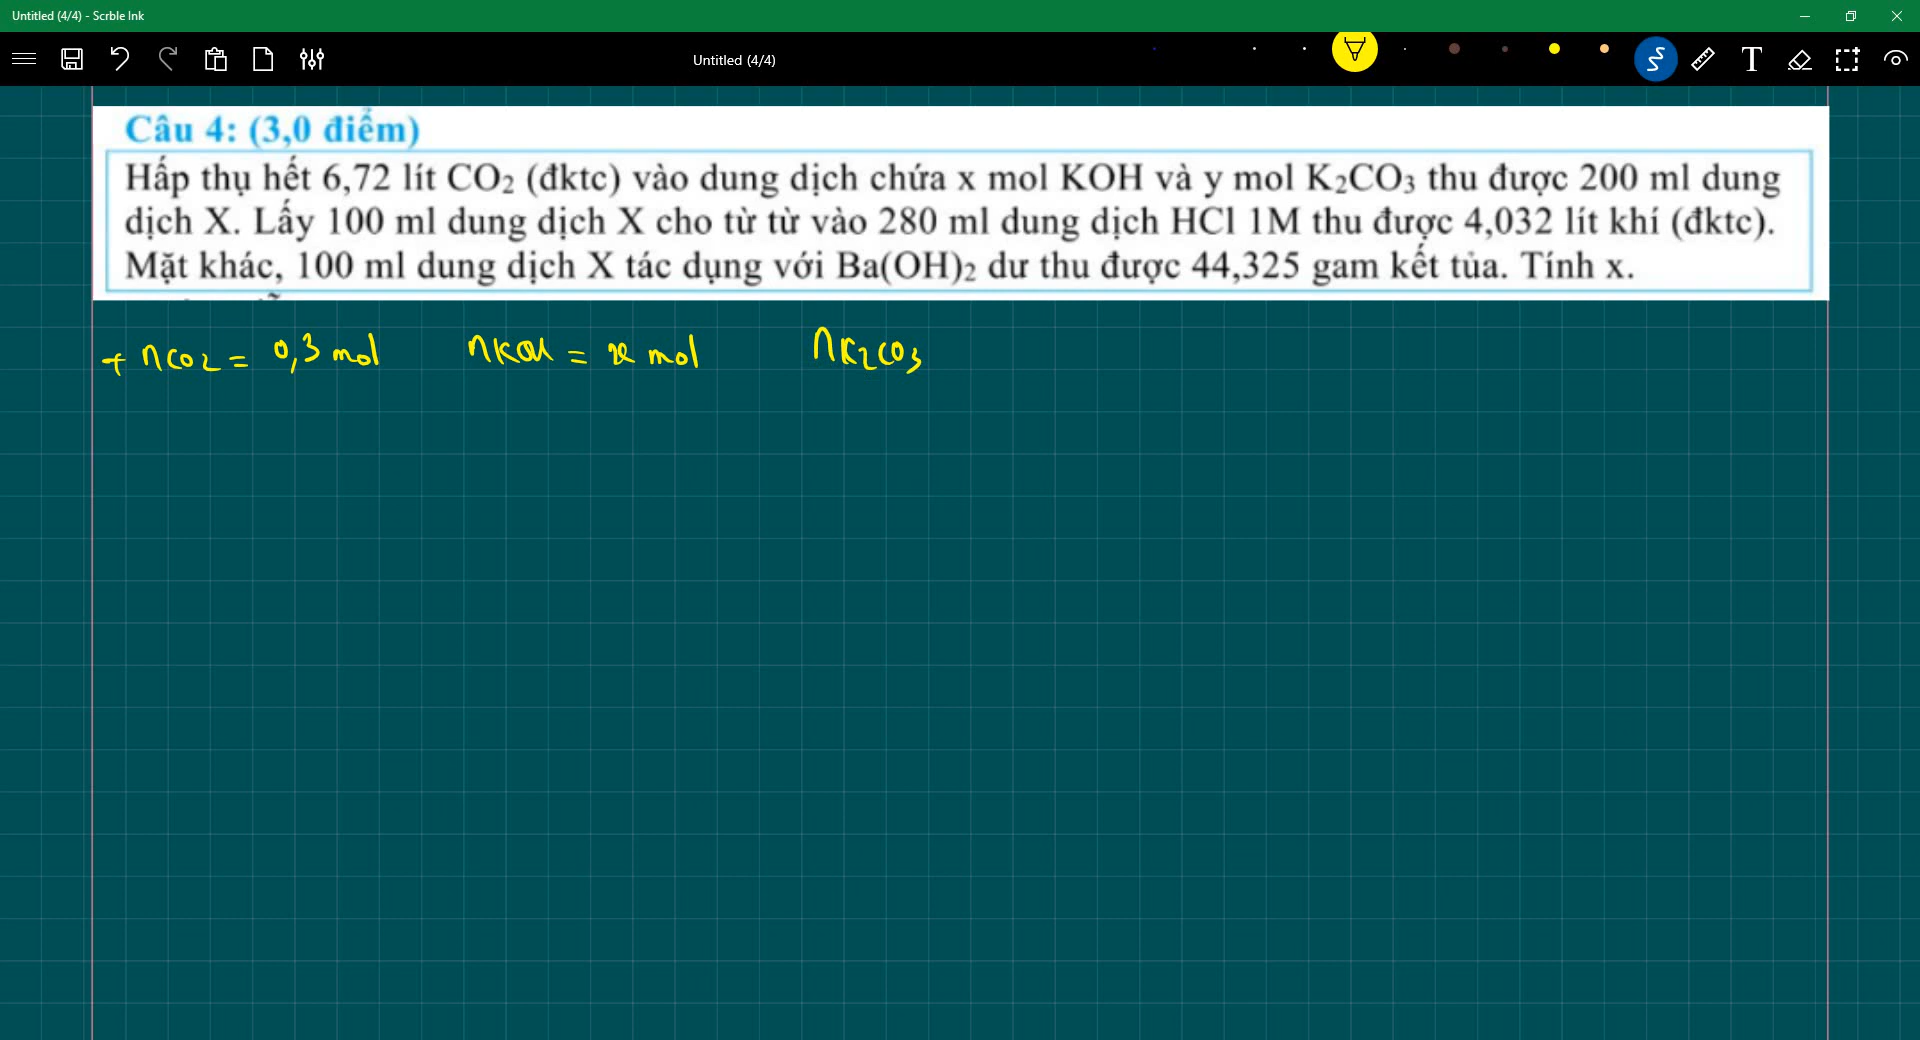 Untitled (4/4) - Scrble Ink
Untitled (4/4)
T
Câu 4: (3,0 điểm)
Hấp thụ hết 6,72 lít CO₂ (đktc) vào dung dịch chứa x mol KOH và y mol K₂CO₃ thu được 200 ml dung
dịch X. Lấy 100 ml dung dịch X cho từ từ vào 280 ml dung dịch HCl 1M thu được 4,032 lít khí (đktc).
Mặt khác, 100 ml dung dịch X tác dụng với Ba(OH)₂ dư thu được 44,325 gam kết tủa. Tính x.
+ nCO₂ = 0,3 mol nKOH = x mol nK₂CO₃